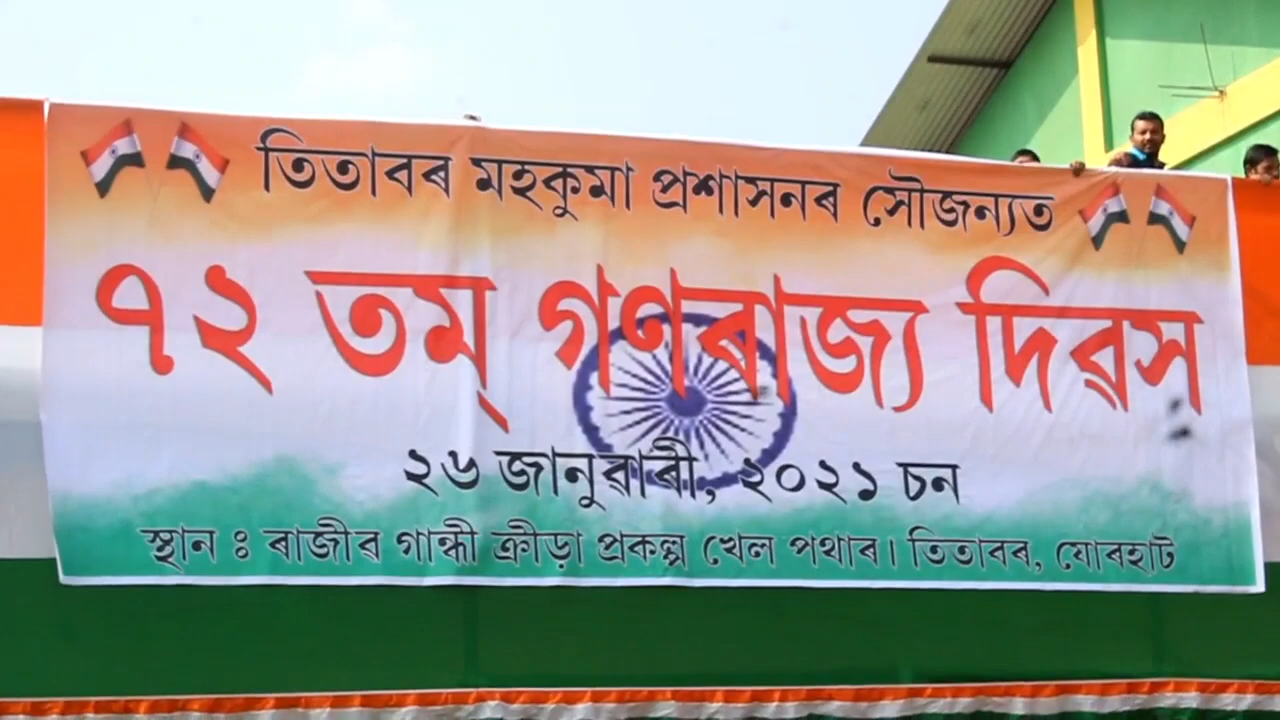 তিতাবৰ মহকুমা প্ৰশাসনৰ সৌজন্যত
৭২ তম্ গণৰাজ্য দিৱস
২৬ জানুৱাৰী, ২০২১ চন
স্থান ঃ ৰাজীৱ গান্ধী ক্ৰীড়া প্ৰকল্প খেল পথাৰ। তিতাবৰ, যোৰহাট